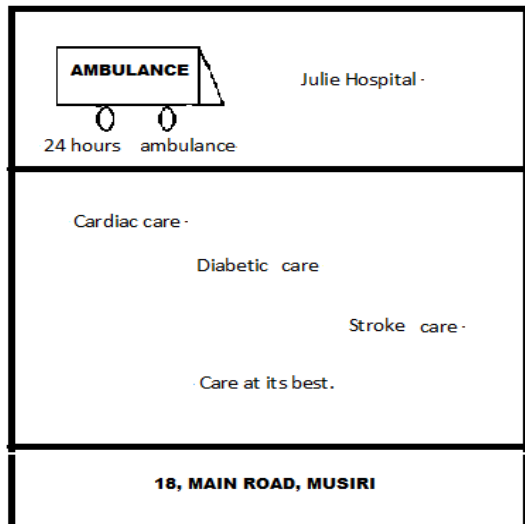 AMBULANCE
Julie Hospital
24 hours ambulance
Cardiac care
Diabetic care
Stroke care
Care at its best.
18, MAIN ROAD, MUSIRI